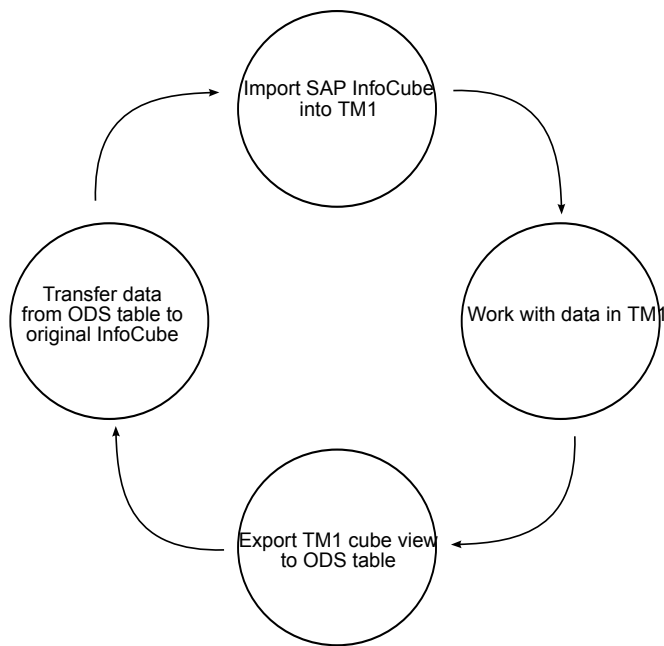 Import SAP InfoCube
into TM1
Work with data in TM1
Export TM1 cube view
to ODS table
Transfer data
from ODS table to
original InfoCube